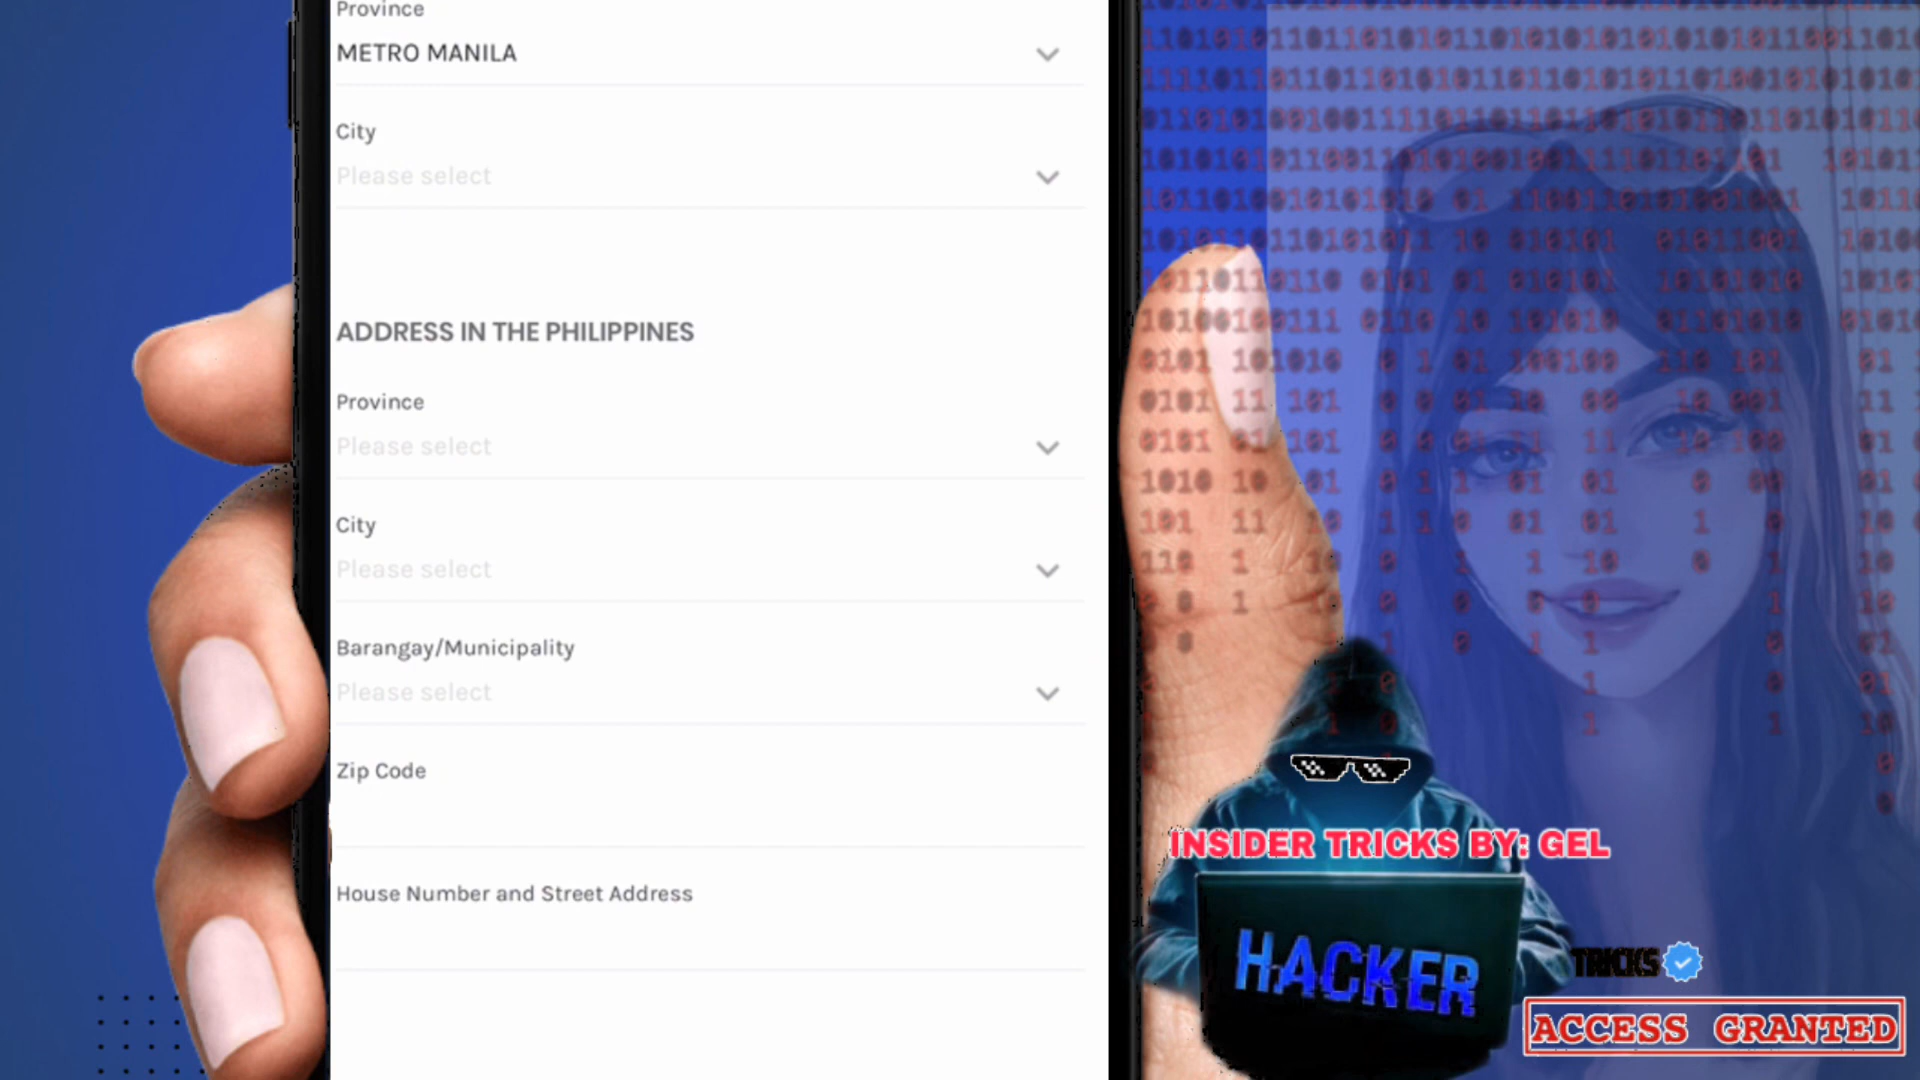 Province
METRO MANILA
City
Please select
ADDRESS IN THE PHILIPPINES
Province
Please select
City
Please select
Barangay/Municipality
Please select
Zip Code
House Number and Street Address
INSIDER TRICKS BY: GEL
HACKER
TRICKS
ACCESS GRANTED